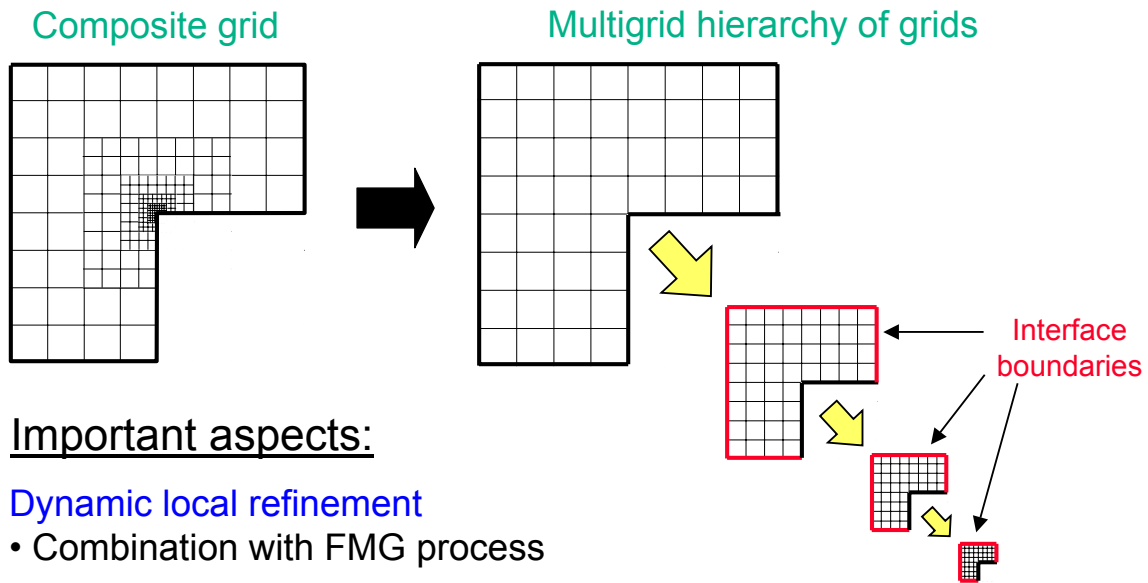 Composite grid
Multigrid hierarchy of grids
Interface
boundaries
Important aspects:
Dynamic local refinement
• Combination with FMG process